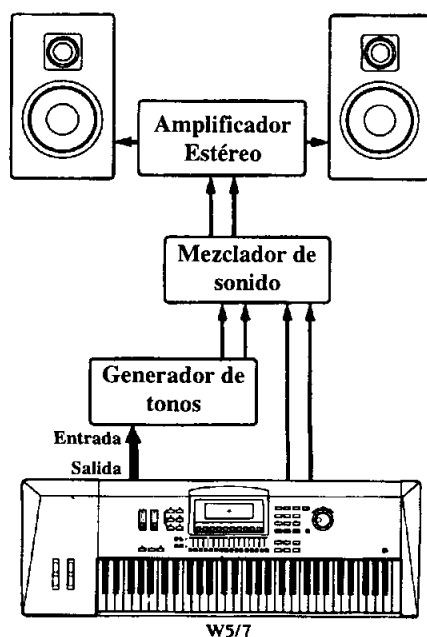 Amplificador
Estéreo
Mezclador de
sonido
Generador de
tonos
Entrada
Salida
W5/7